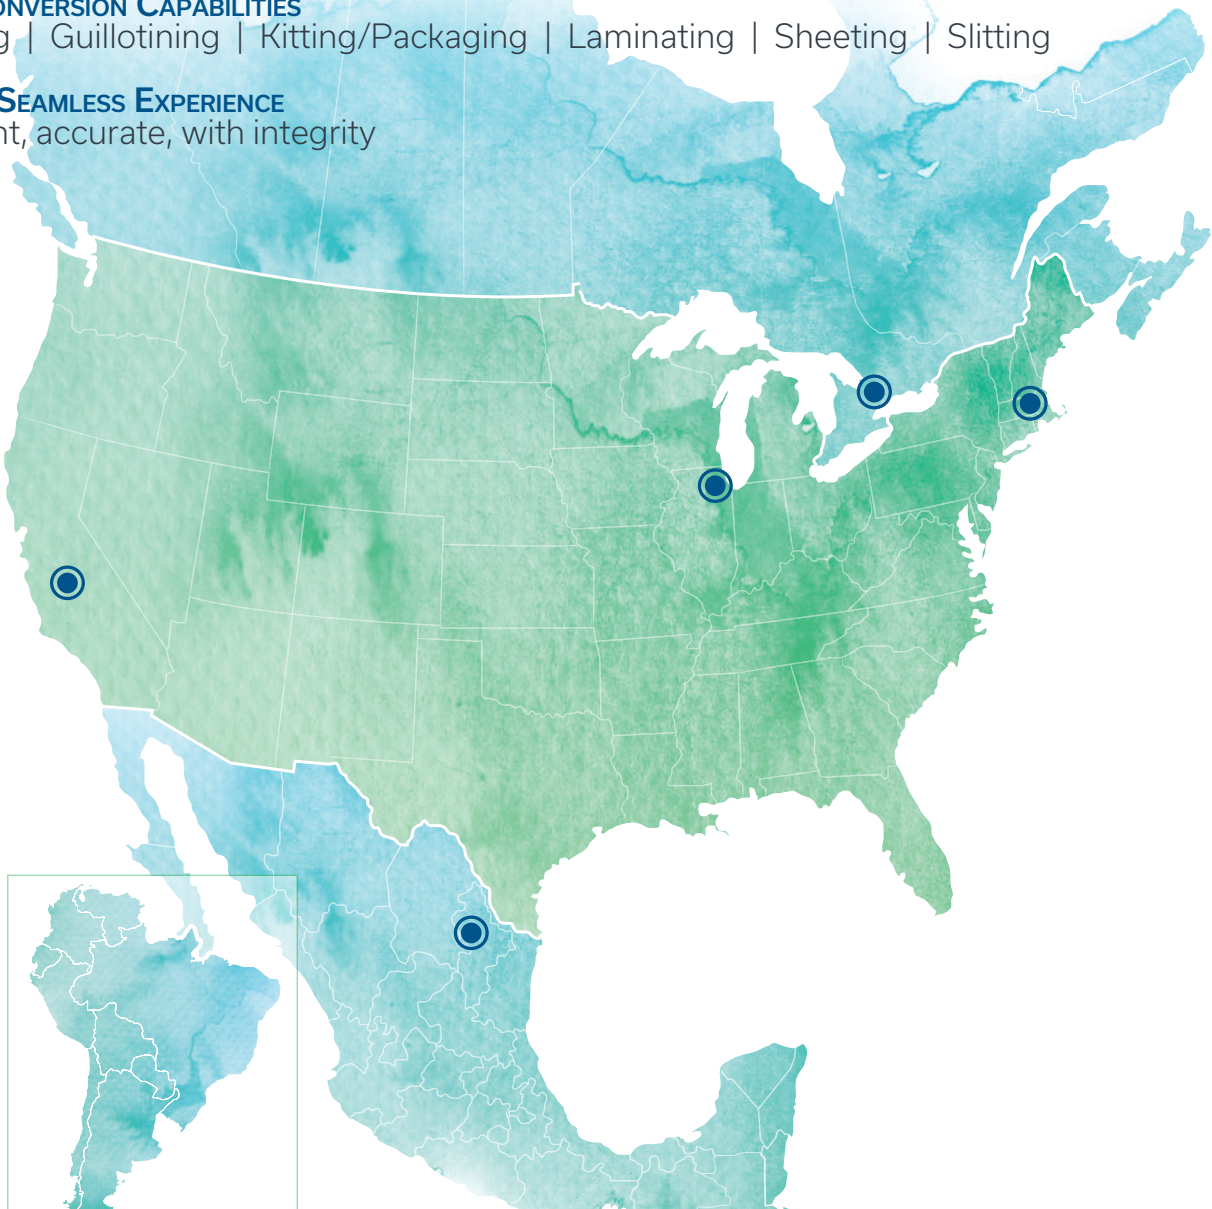 ONVERSION CAPABILITIES
g | Guillotining | Kitting/Packaging | Laminating | Sheeting | Slitting
SEAMLESS EXPERIENCE
nt, accurate, with integrity